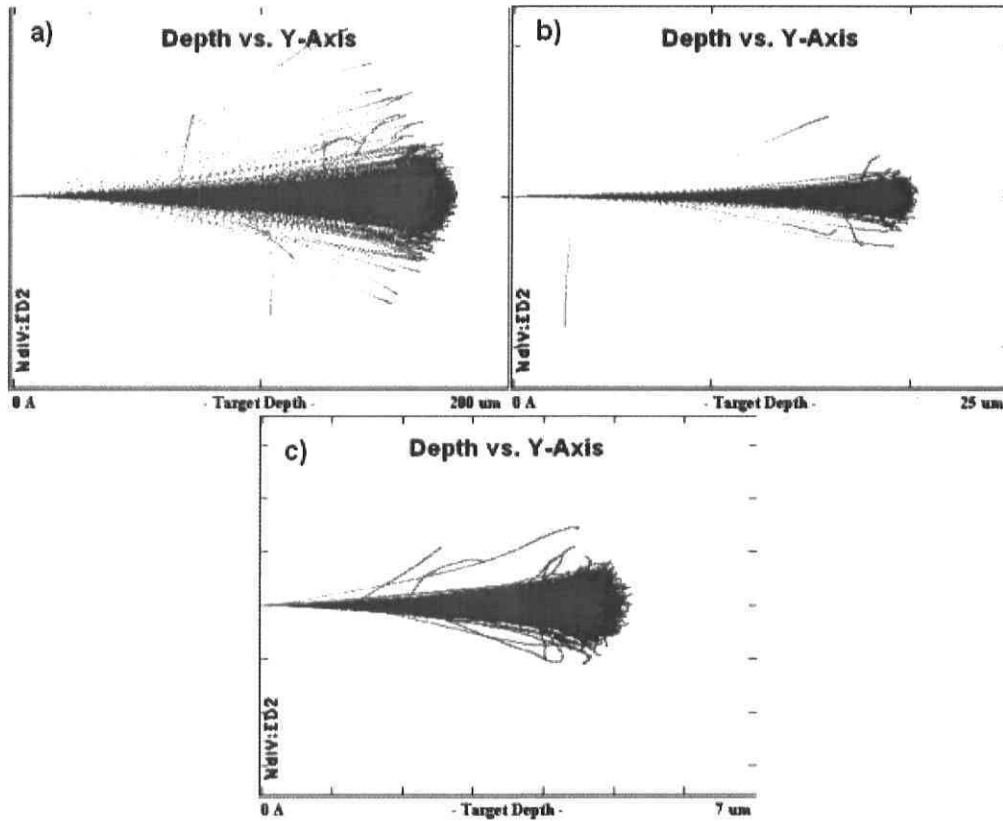 a)
Depth vs. Y-Axis
0 A
- Target Depth -
200 um
b)
Depth vs. Y-Axis
0 A
- Target Depth -
25 um
c)
Depth vs. Y-Axis
0 A
- Target Depth -
7 um